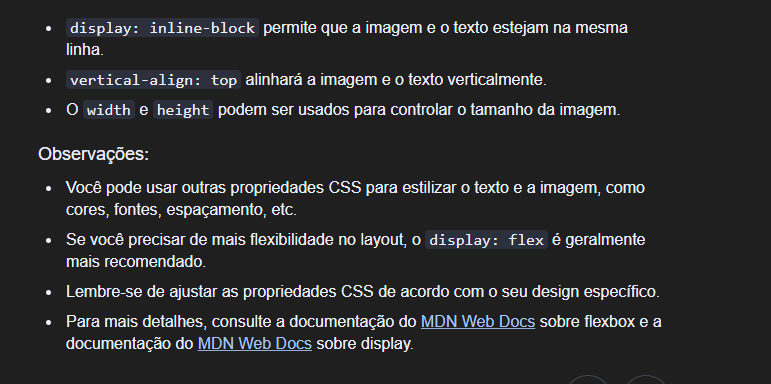 • display: inline-block permite que a imagem e o texto estejam na mesma
linha.
• vertical-align: top alinhará a imagem e o texto verticalmente.
• O width e height podem ser usados para controlar o tamanho da imagem.
Observações:
• Você pode usar outras propriedades CSS para estilizar o texto e a imagem, como
cores, fontes, espaçamento, etc.
• Se você precisar de mais flexibilidade no layout, o display: flex é geralmente
mais recomendado.
• Lembre-se de ajustar as propriedades CSS de acordo com o seu design específico.
• Para mais detalhes, consulte a documentação do MDN Web Docs sobre flexbox e a
documentação do MDN Web Docs sobre display.